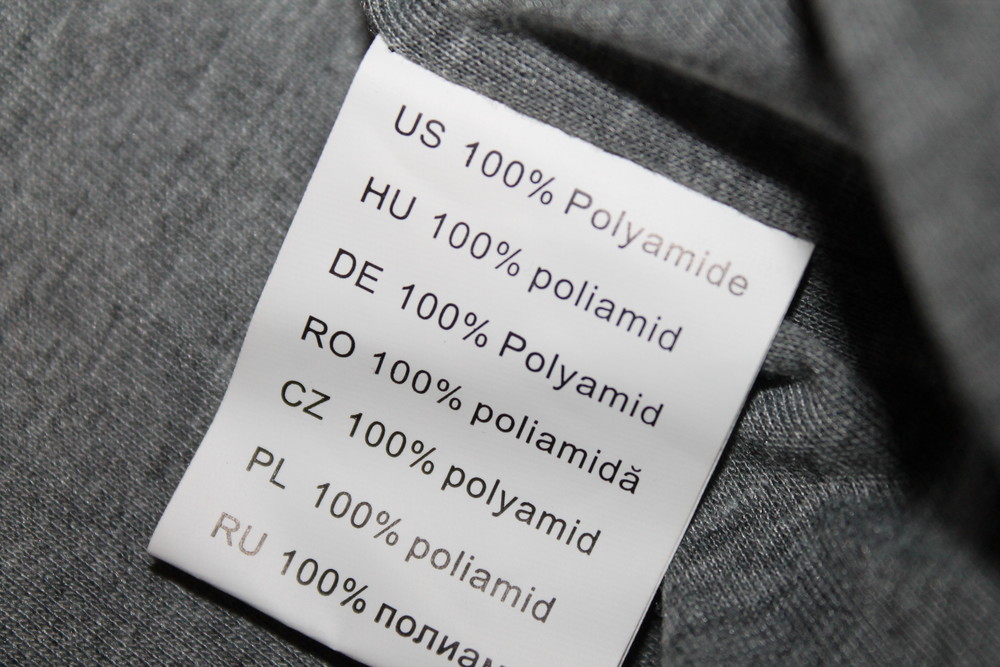 US 100% Polyamide
HU 100% poliamid
DE 100% Polyamid
RO 100% poliamidă
CZ 100% polyamid
PL 100% poliamid
RU 100%